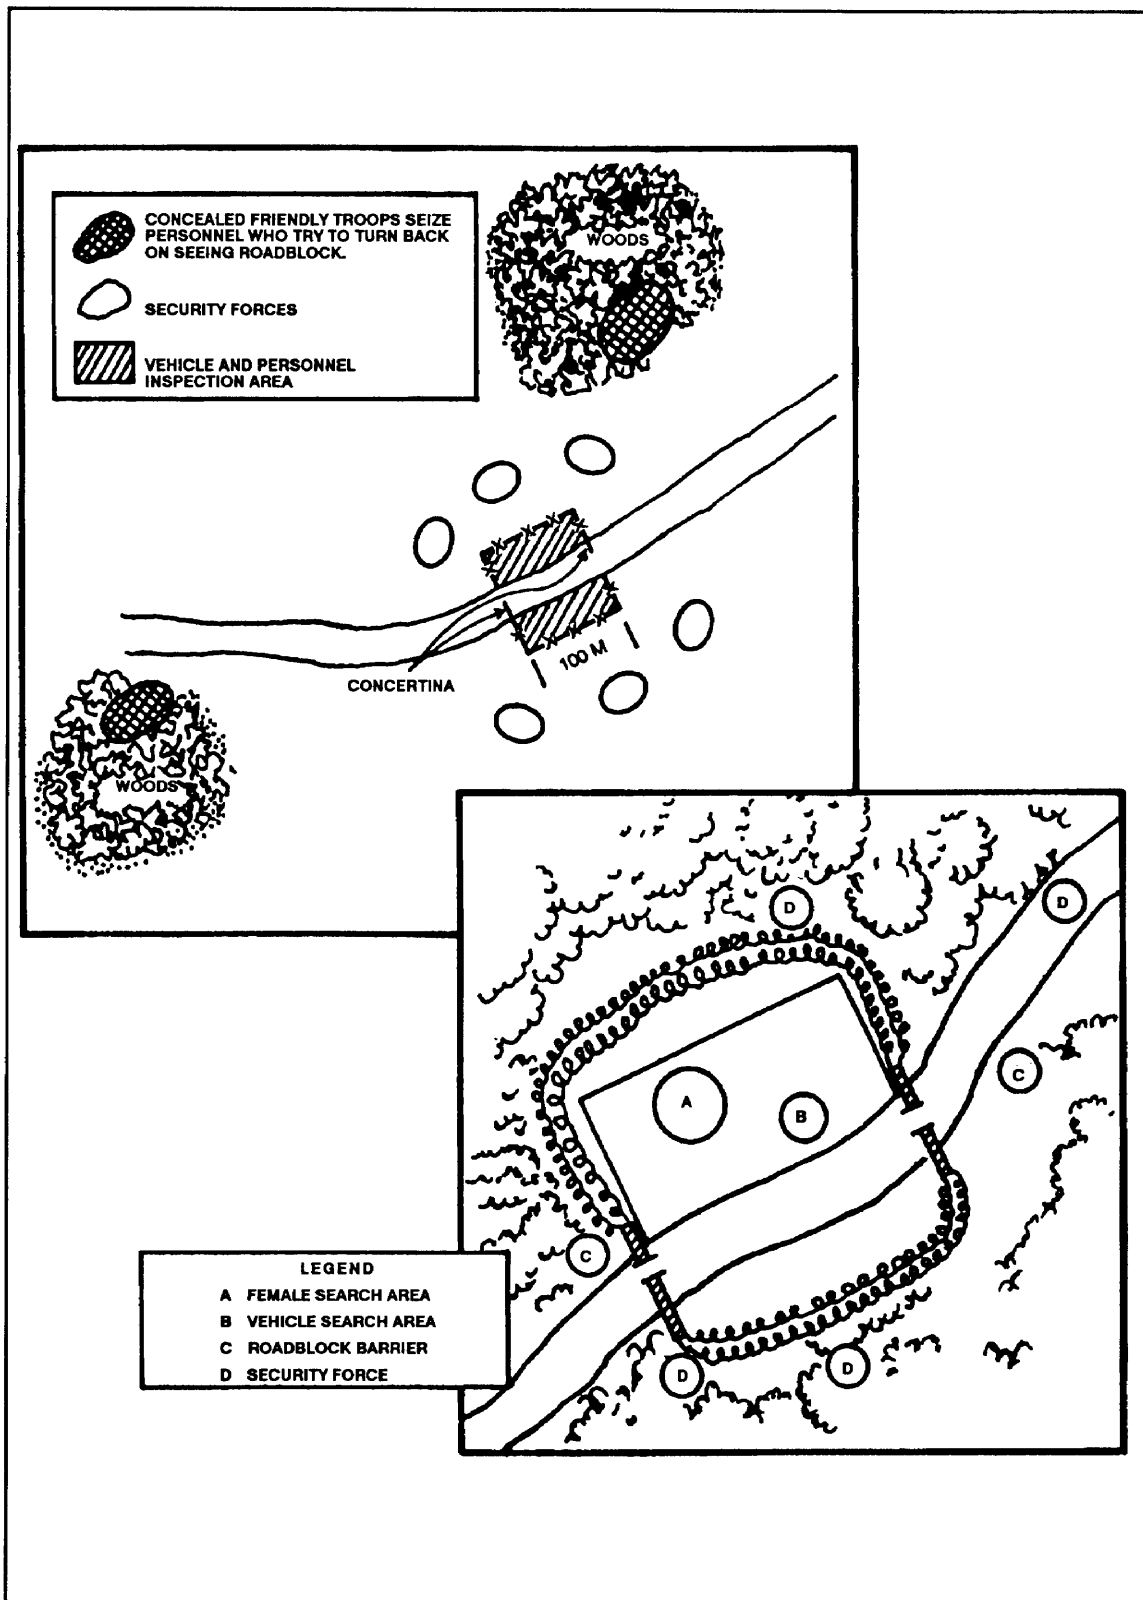 CONCEALED FRIENDLY TROOPS SEIZE
PERSONNEL WHO TRY TO TURN BACK
ON SEEING ROADBLOCK.
SECURITY FORCES
VEHICLE AND PERSONNEL
INSPECTION AREA
WOODS
100 M
CONCERTINA
WOODS
D
D
C
A
B
C
D
D
LEGEND
A FEMALE SEARCH AREA
B VEHICLE SEARCH AREA
C ROADBLOCK BARRIER
D SECURITY FORCE